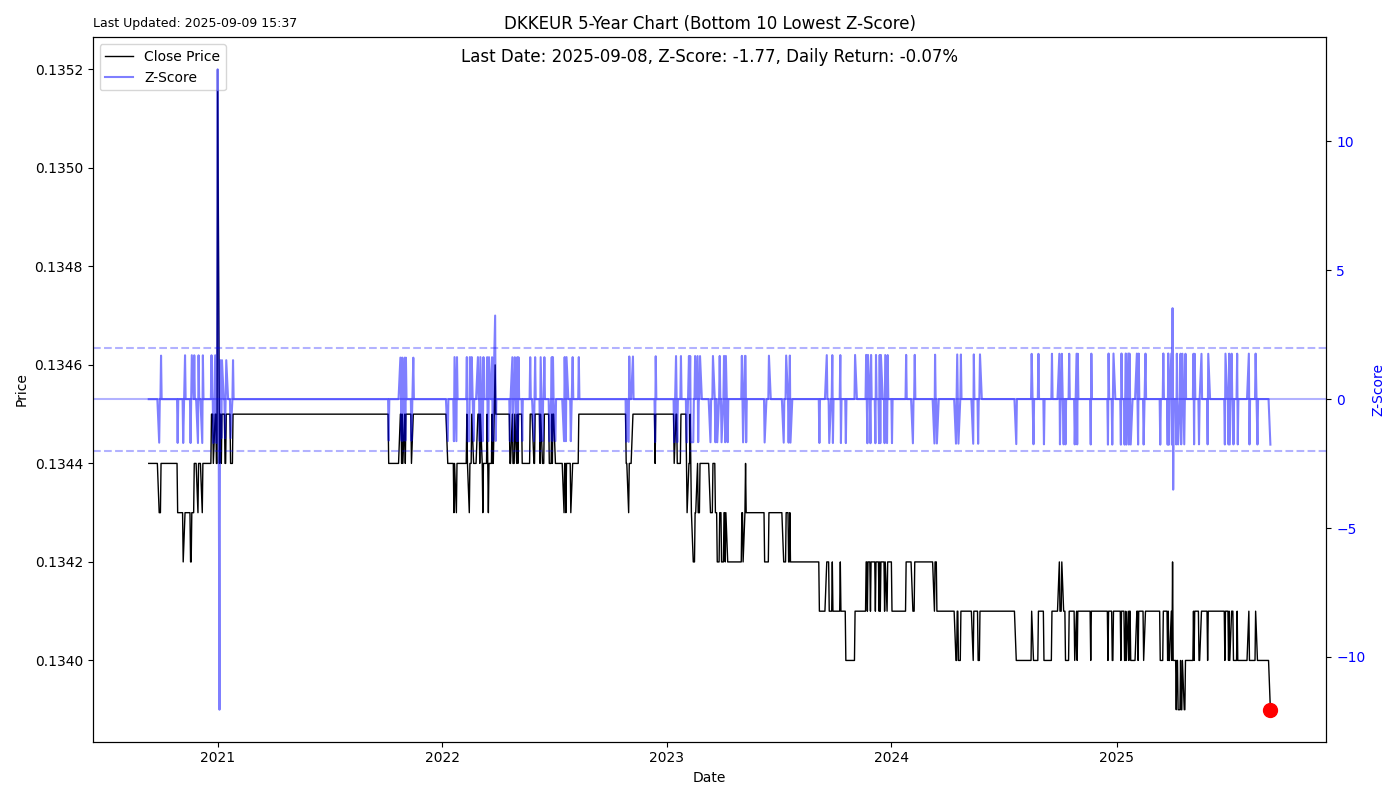 Last Updated: 2025-09-09 15:37
DKKEUR 5-Year Chart (Bottom 10 Lowest Z-Score)
Last Date: 2025-09-08, Z-Score: -1.77, Daily Return: -0.07%
Close Price
Z-Score
Price
0.1352
0.1350
0.1348
0.1346
0.1344
0.1342
0.1340
10
5
0
−5
−10
Z-Score
2021
2022
2023
2024
2025
Date